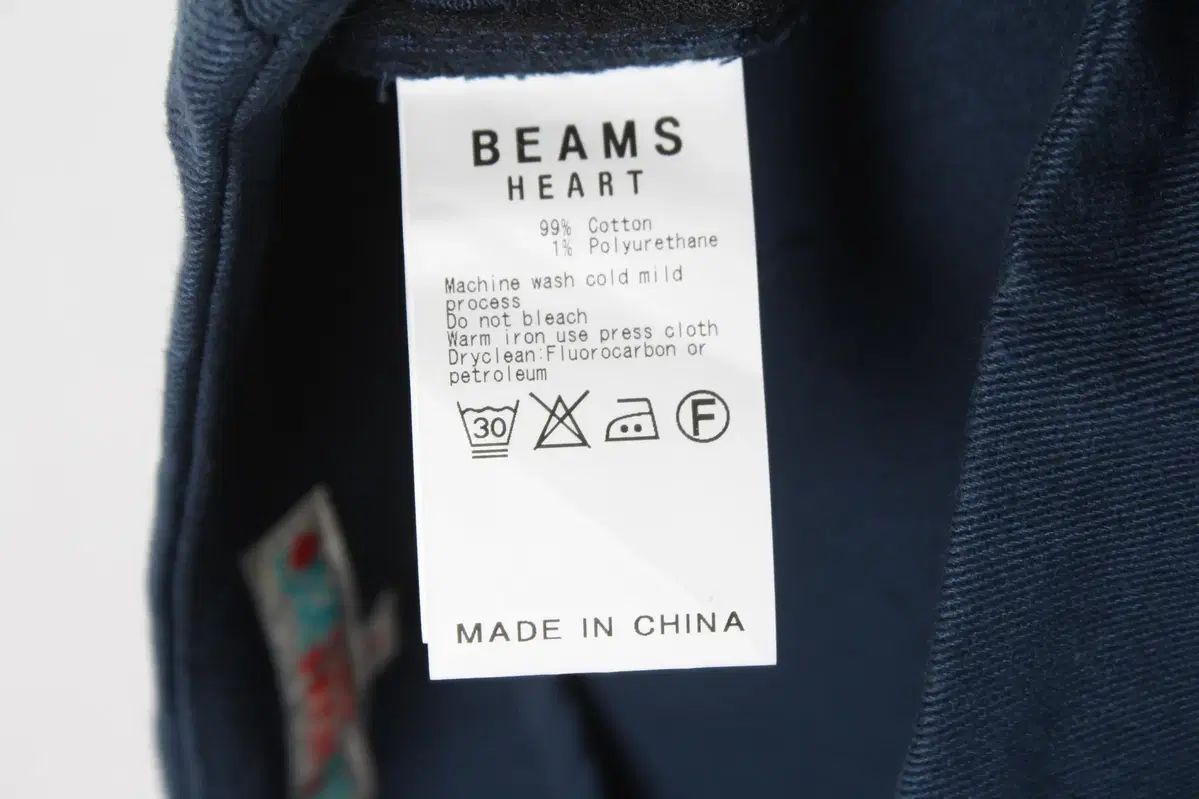 BEAMS
HEART
99% Cotton
1% Polyurethane
Machine wash cold mild
process
Do not bleach
Warm iron use press cloth
Dryclean:Fluorocarbon or
petroleum
30
F
MADE IN CHINA